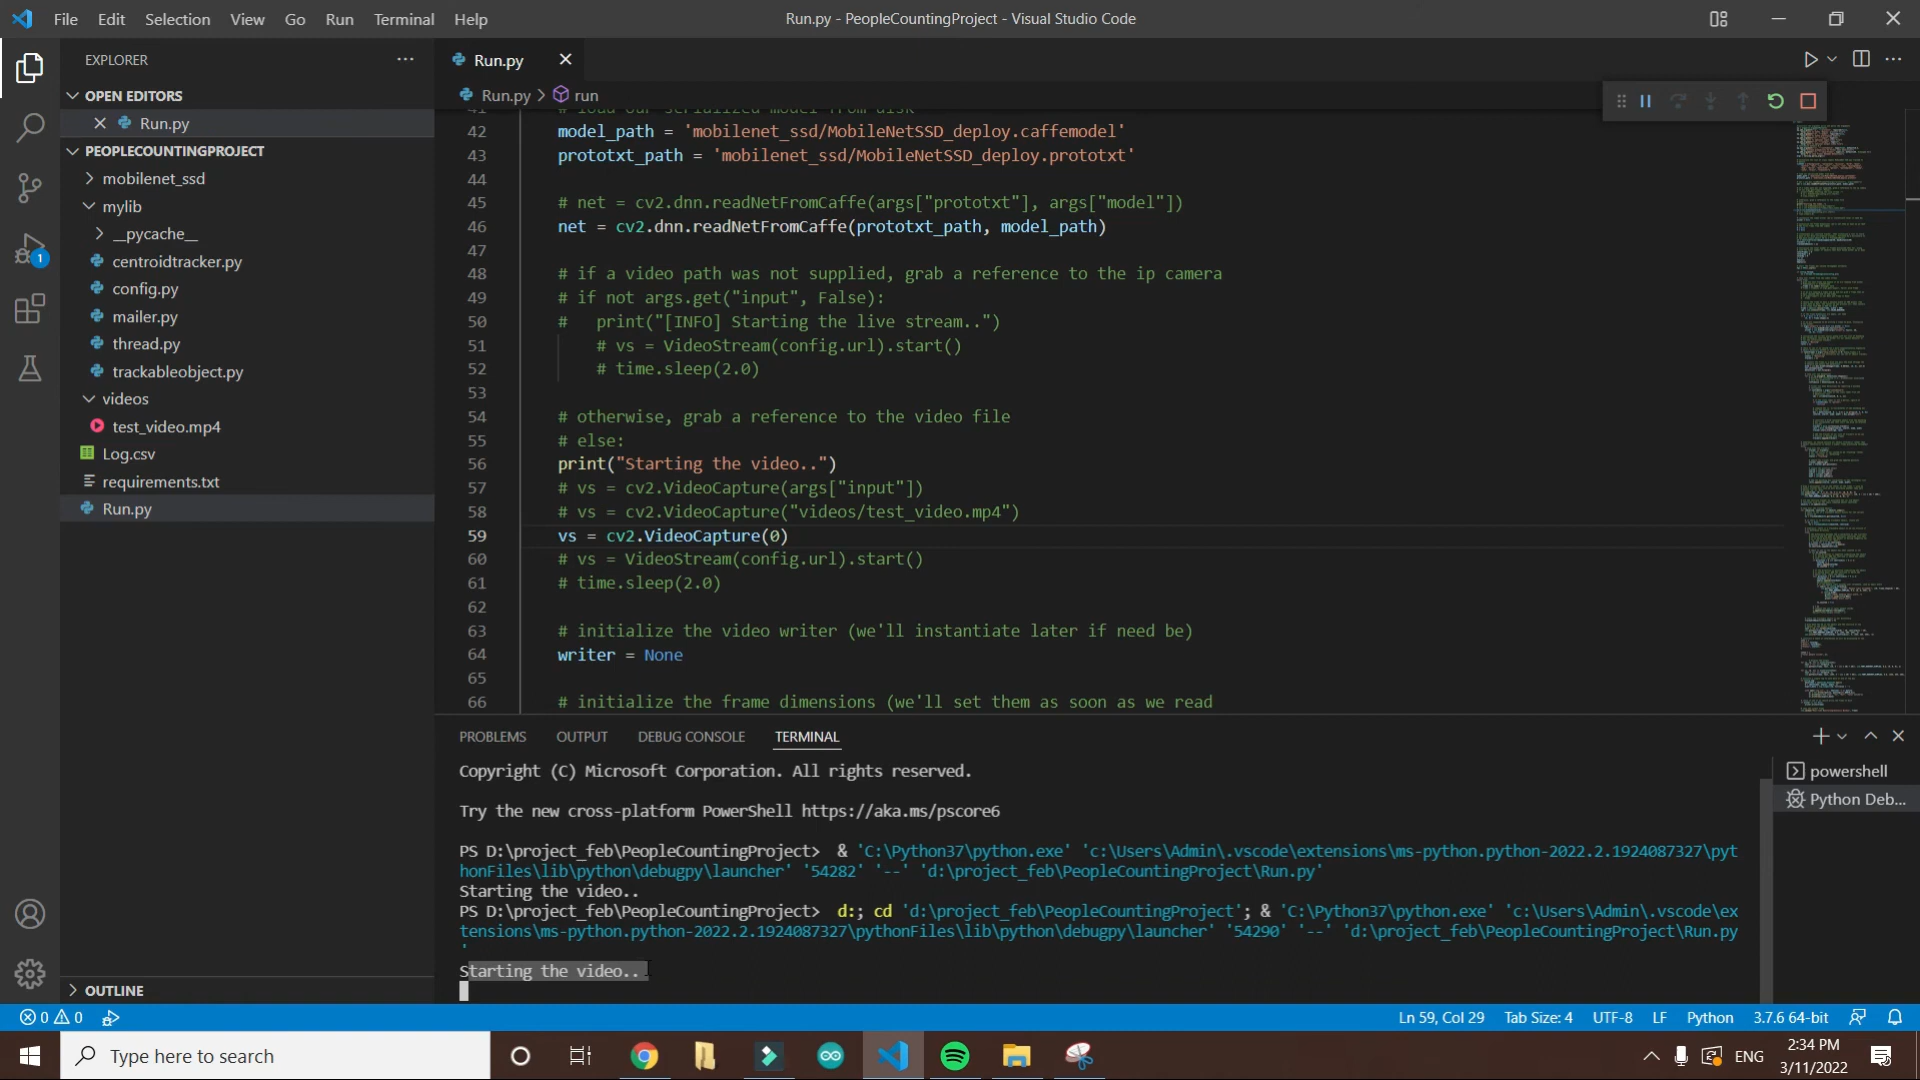 File Edit Selection View Go Run Terminal Help
Run.py - PeopleCountingProject - Visual Studio Code
EXPLORER
OPEN EDITORS
Run.py
PEOPLECOUNTINGPROJECT
mobilenet_ssd
mylib
__pycache__
centroidtracker.py
config.py
mailer.py
thread.py
trackableobject.py
videos
test_video.mp4
Log.csv
requirements.txt
Run.py
OUTLINE
1
Run.py
Run.py > run
41 # load our serialized model from disk
42 model_path = 'mobilenet_ssd/MobileNetSSD_deploy.caffemodel'
43 prototxt_path = 'mobilenet_ssd/MobileNetSSD_deploy.prototxt'
44
45 # net = cv2.dnn.readNetFromCaffe(args["prototxt"], args["model"])
46 net = cv2.dnn.readNetFromCaffe(prototxt_path, model_path)
47
48 # if a video path was not supplied, grab a reference to the ip camera
49 # if not args.get("input", False):
50 #   print("[INFO] Starting the live stream..")
51 # vs = VideoStream(config.url).start()
52 # time.sleep(2.0)
53
54 # otherwise, grab a reference to the video file
55 # else:
56 print("Starting the video..")
57 # vs = cv2.VideoCapture(args["input"])
58 # vs = cv2.VideoCapture("videos/test_video.mp4")
59 vs = cv2.VideoCapture(0)
60 # vs = VideoStream(config.url).start()
61 # time.sleep(2.0)
62
63 # initialize the video writer (we'll instantiate later if need be)
64 writer = None
65
66 # initialize the frame dimensions (we'll set them as soon as we read
PROBLEMS OUTPUT DEBUG CONSOLE TERMINAL
Copyright (C) Microsoft Corporation. All rights reserved.
Try the new cross-platform PowerShell https://aka.ms/pscore6
PS D:\project_feb\PeopleCountingProject>  & 'C:\Python37\python.exe' 'c:\Users\Admin\.vscode\extensions\ms-python.python-2022.2.1924087327\pyt
honFiles\lib\python\debugpy\launcher' '54282' '--' 'd:\project_feb\PeopleCountingProject\Run.py'
Starting the video..
PS D:\project_feb\PeopleCountingProject>  d:; cd 'd:\project_feb\PeopleCountingProject'; & 'C:\Python37\python.exe' 'c:\Users\Admin\.vscode\ex
tensions\ms-python.python-2022.2.1924087327\pythonFiles\lib\python\debugpy\launcher' '54290' '--' 'd:\project_feb\PeopleCountingProject\Run.py
'
Starting the video..
powershell
Python Deb...
0 0
Ln 59, Col 29 Tab Size: 4 UTF-8 LF Python 3.7.6 64-bit
Type here to search
ENG
2:34 PM
3/11/2022